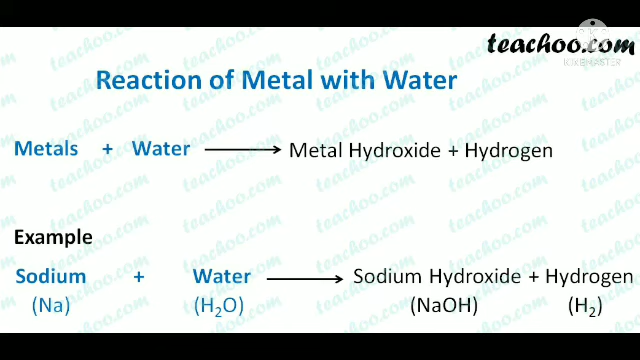 teachoo.com
KINEMASTER
Reaction of Metal with Water
Metals + Water ⟶ Metal Hydroxide + Hydrogen
Example
Sodium + Water ⟶ Sodium Hydroxide + Hydrogen
(Na) (H₂O) (NaOH) (H₂)